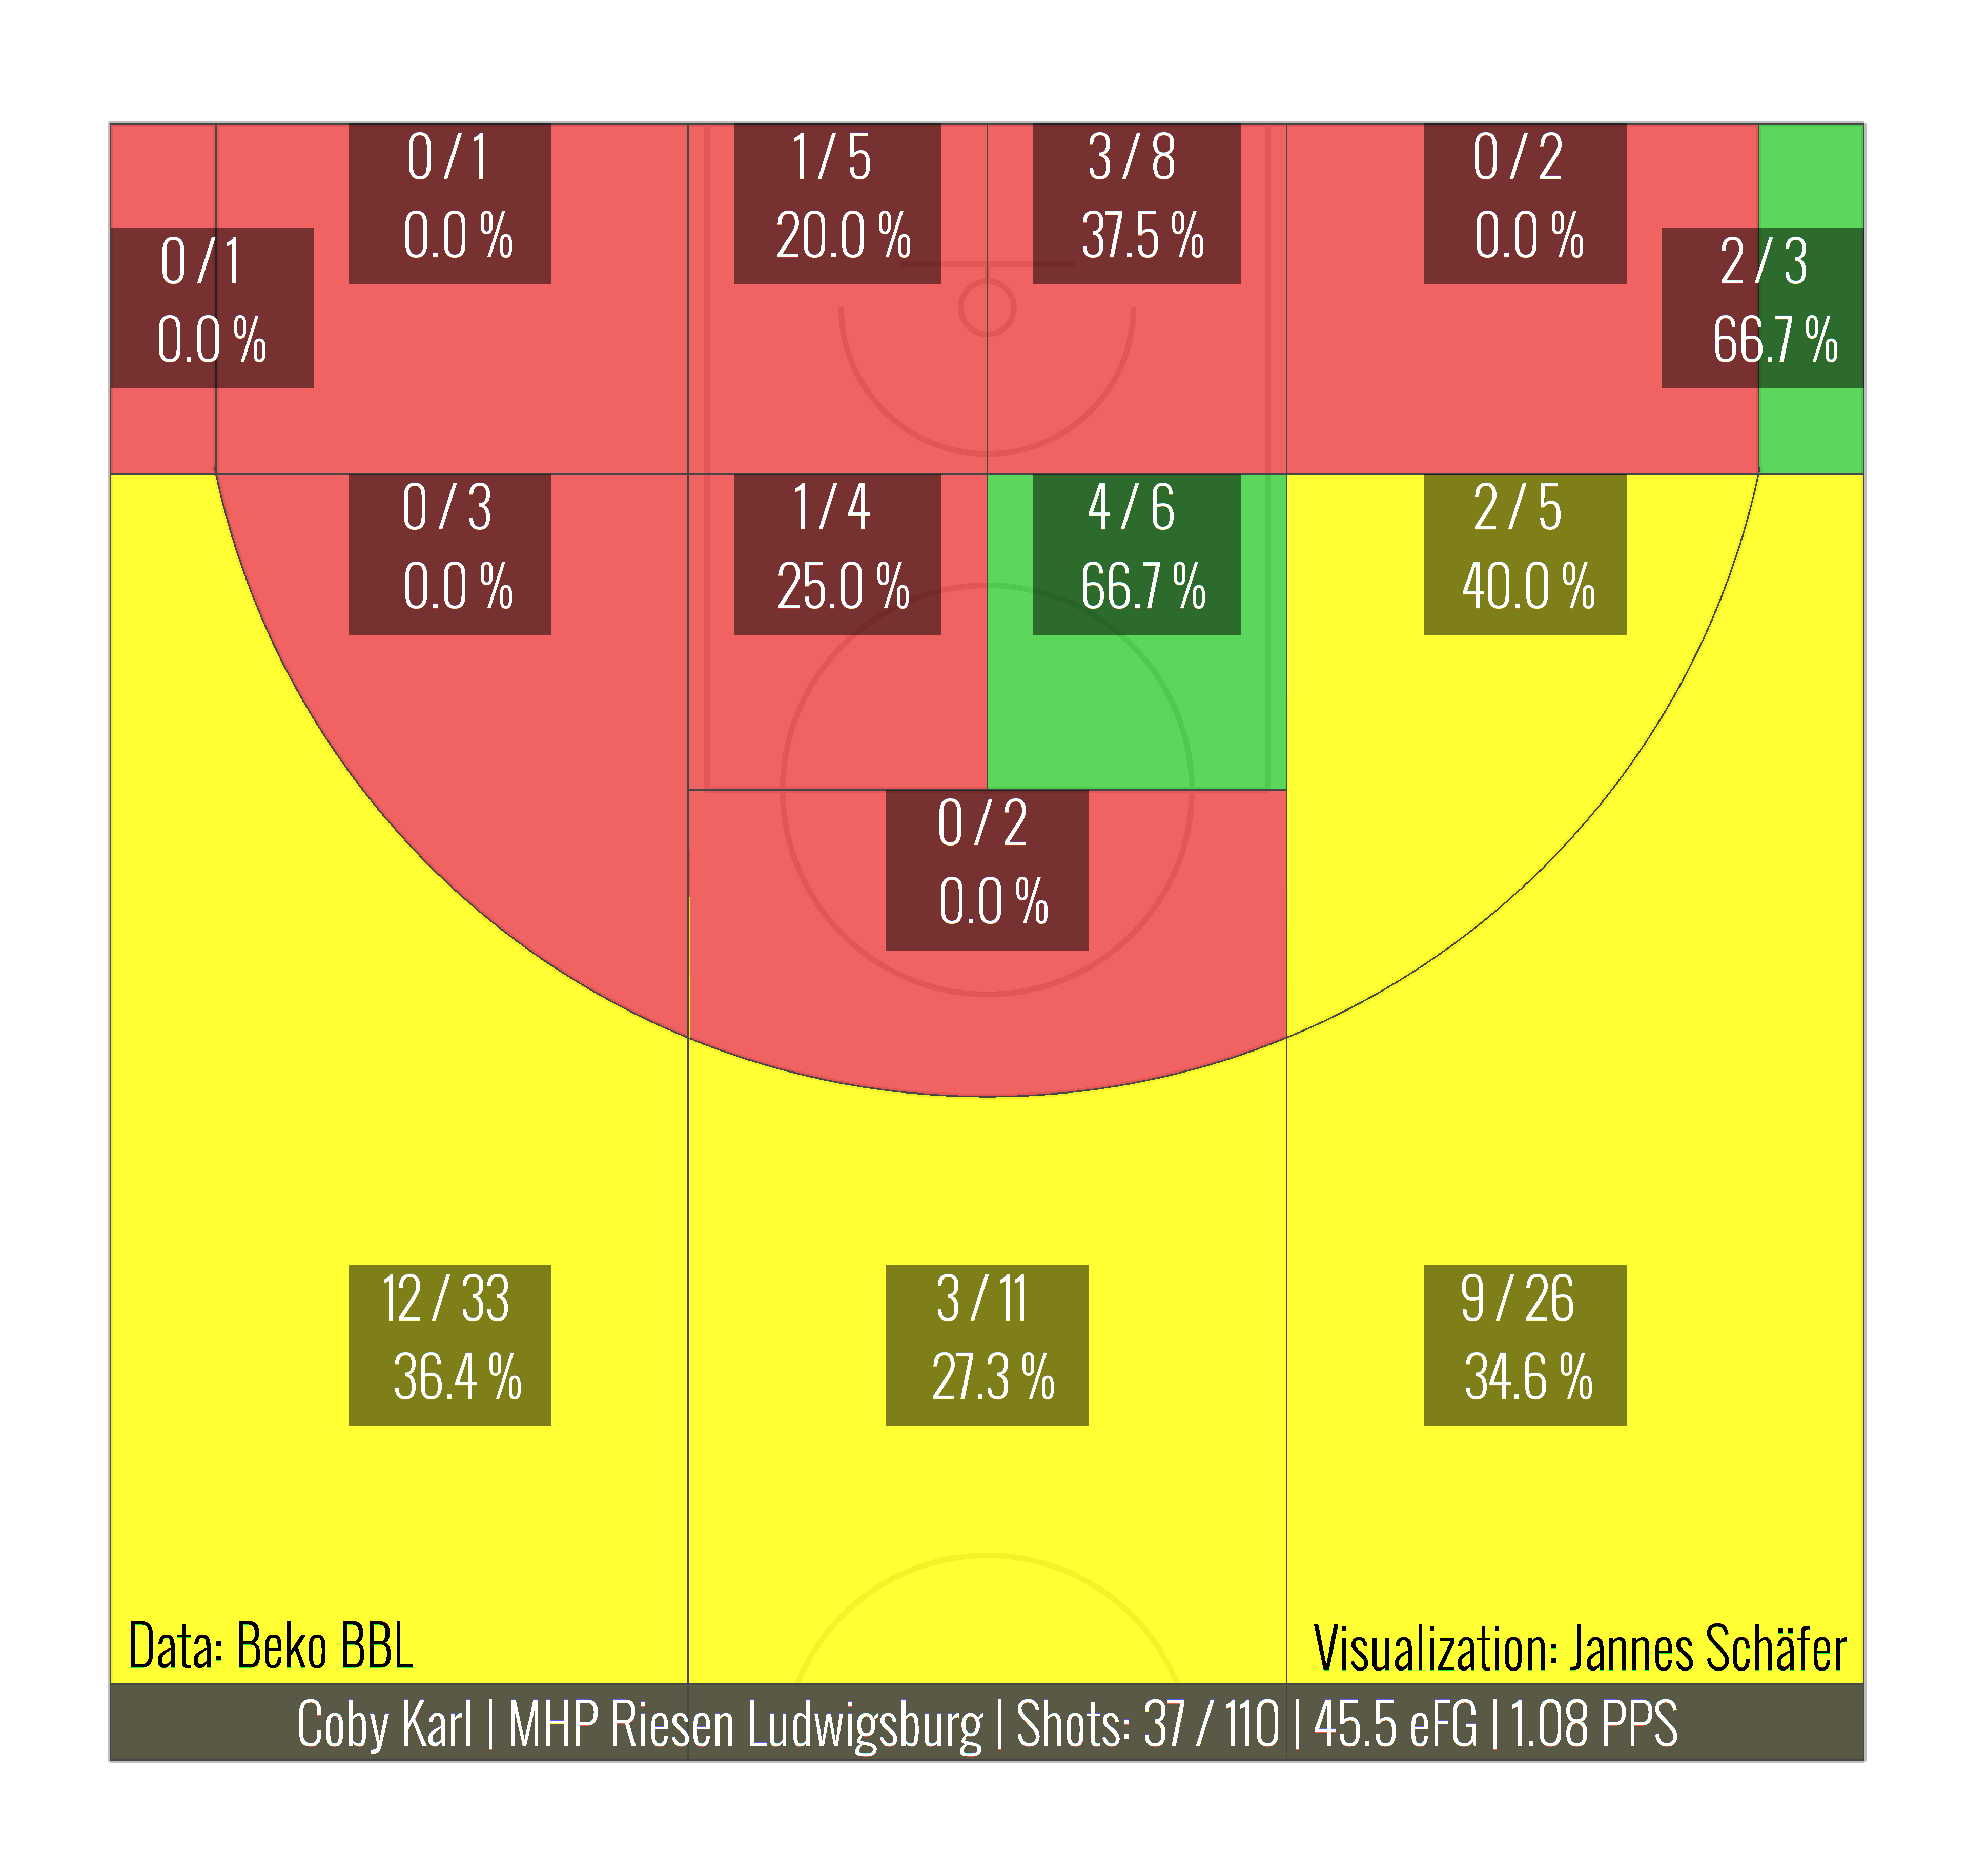 0 / 1
0.0 %
1 / 5
20.0 %
3 / 8
37.5 %
0 / 2
0.0 %
0 / 1
0.0 %
2 / 3
66.7 %
0 / 3
0.0 %
1 / 4
25.0 %
4 / 6
66.7 %
2 / 5
40.0 %
0 / 2
0.0 %
12 / 33
36.4 %
3 / 11
27.3 %
9 / 26
34.6 %
Data: Beko BBL
Visualization: Jannes Schäfer
Coby Karl | MHP Riesen Ludwigsburg | Shots: 37 / 110 | 45.5 eFG | 1.08 PPS